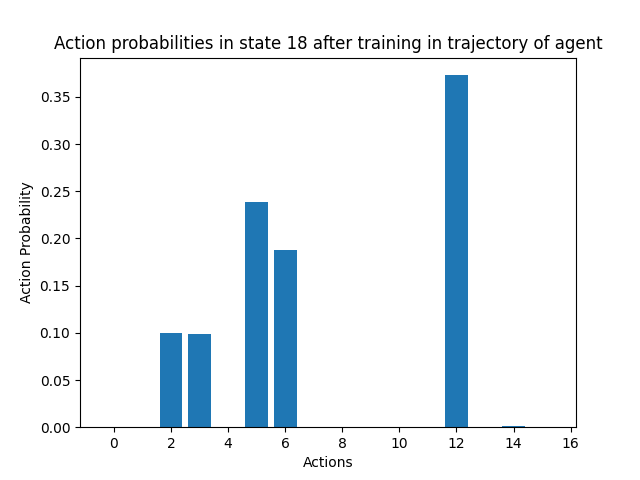 Action probabilities in state 18 after training in trajectory of agent
0.35
0.30
0.25
0.20
0.15
0.10
0.05
0.00
Action Probability
0 2 4 6 8 10 12 14 16
Actions